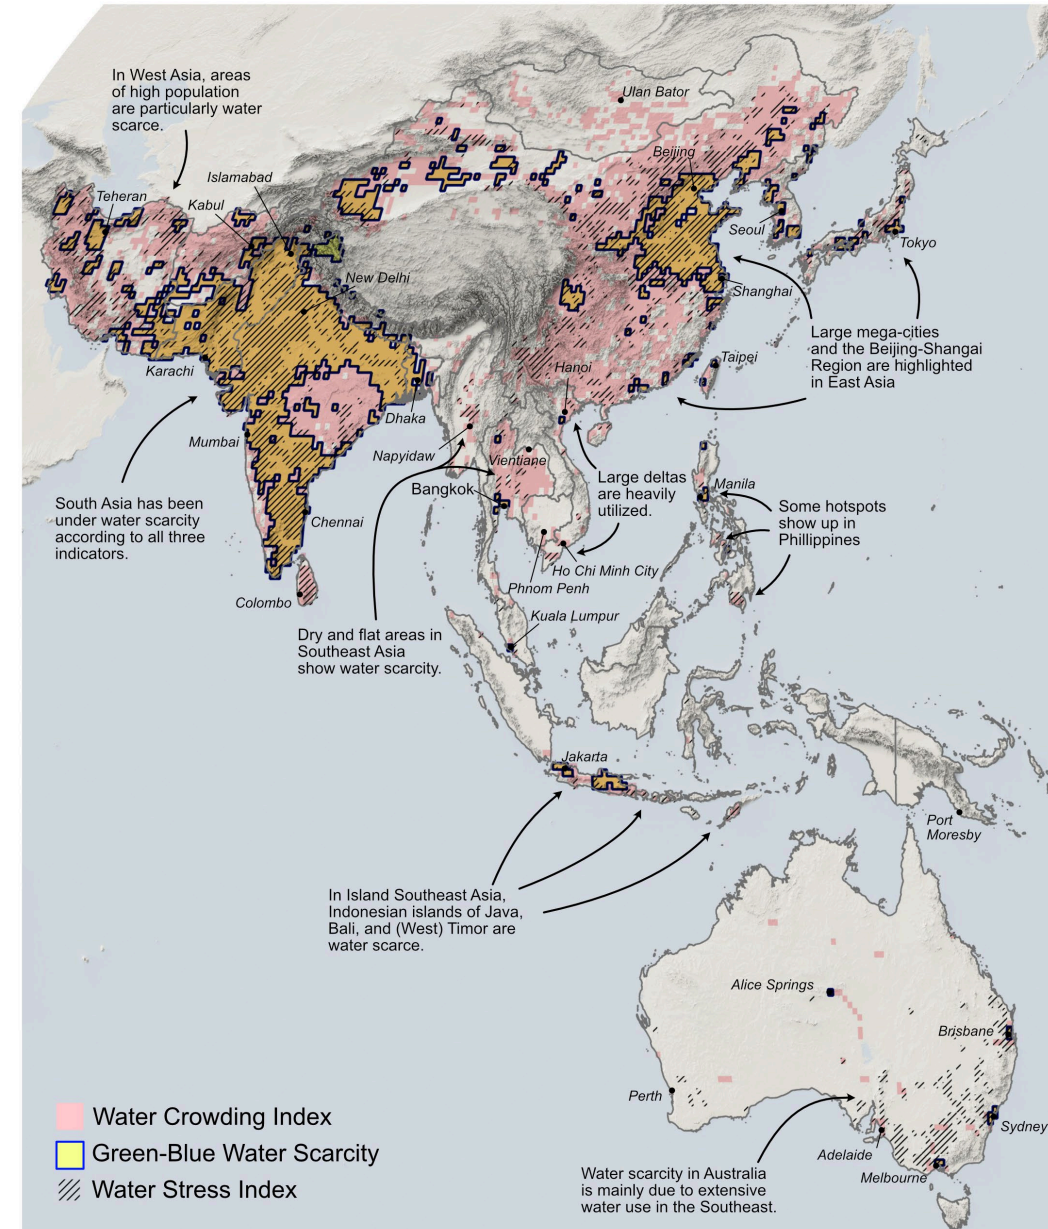 In West Asia, areas
of high population
are particularly water
scarce.
Ulan Bator
Beijing
Islamabad
Teheran
Kabul
Seoul
Tokyo
New Delhi
Shanghai
Large mega-cities
and the Beijing-Shangai
Region are highlighted
in East Asia
Taipei
Karachi
Hanoi
Dhaka
Mumbai
Napyidaw
Vientiane
Bangkok
Large deltas
are heavily
utilized.
Manila
South Asia has been
under water scarcity
according to all three
indicators.
Chennai
Some hotspots
show up in
Phillippines
Ho Chi Minh City
Phnom Penh
Colombo
Kuala Lumpur
Dry and flat areas in
Southeast Asia
show water scarcity.
Jakarta
Port
Moresby
In Island Southeast Asia,
Indonesian islands of Java,
Bali, and (West) Timor are
water scarce.
Alice Springs
Brisbane
Perth
Sydney
Adelaide
Melbourne
Water scarcity in Australia
is mainly due to extensive
water use in the Southeast.
Water Crowding Index
Green-Blue Water Scarcity
Water Stress Index